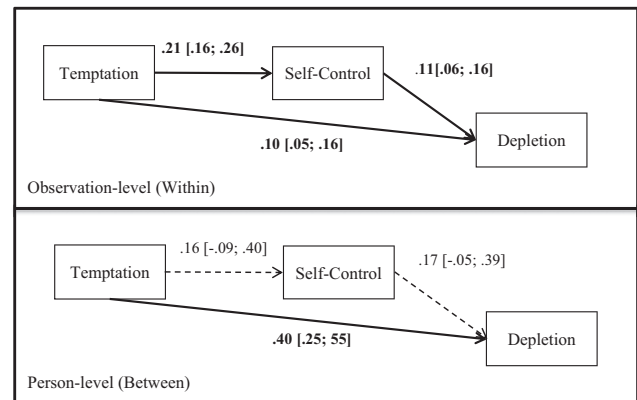 .21 [.16; .26]
Temptation
Self-Control
.11[.06; .16]
.10 [.05; .16]
Depletion
Observation-level (Within)
.16 [-.09; .40]
Temptation
Self-Control
.17 [-.05; .39]
.40 [.25; 55]
Depletion
Person-level (Between)